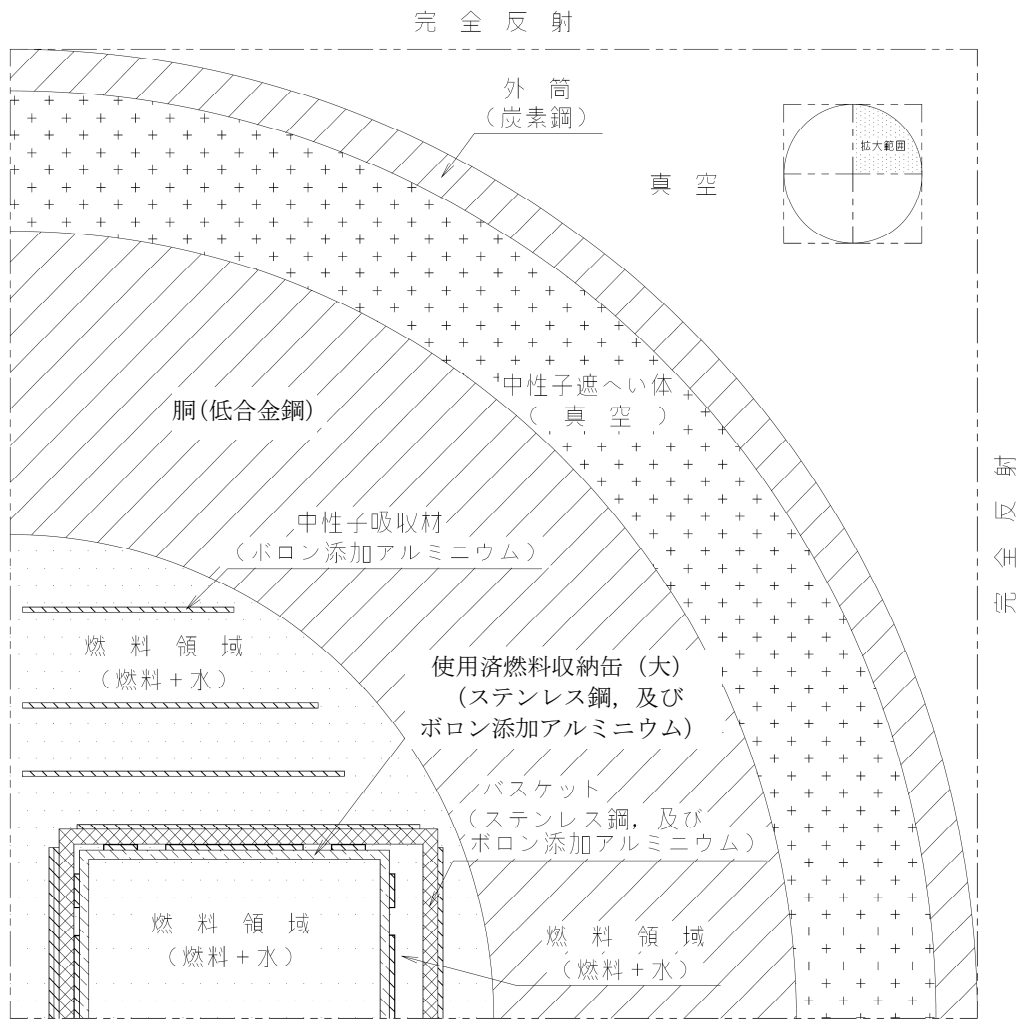 完全反射
外筒
(炭素鋼)
拡大範囲
真空
中性子遮へい体
(真空)
胴(低合金鋼)
完全反射
中性子吸収材
(ボロン添加アルミニウム)
燃料領域
(燃料+水)
使用済燃料収納缶(大)
(ステンレス鋼,及び
ボロン添加アルミニウム)
バスケット
(ステンレス鋼,及び
ボロン添加アルミニウム)
燃料領域
(燃料+水)
燃料領域
(燃料+水)